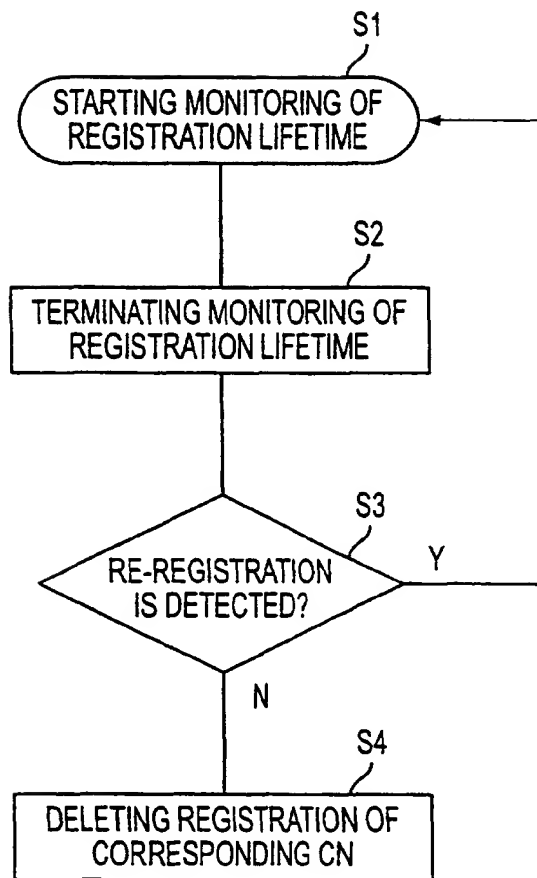 S1
STARTING MONITORING OF
REGISTRATION LIFETIME
S2
TERMINATING MONITORING OF
REGISTRATION LIFETIME
S3
RE-REGISTRATION
IS DETECTED?
Y
N
S4
DELETING REGISTRATION OF
CORRESPONDING CN